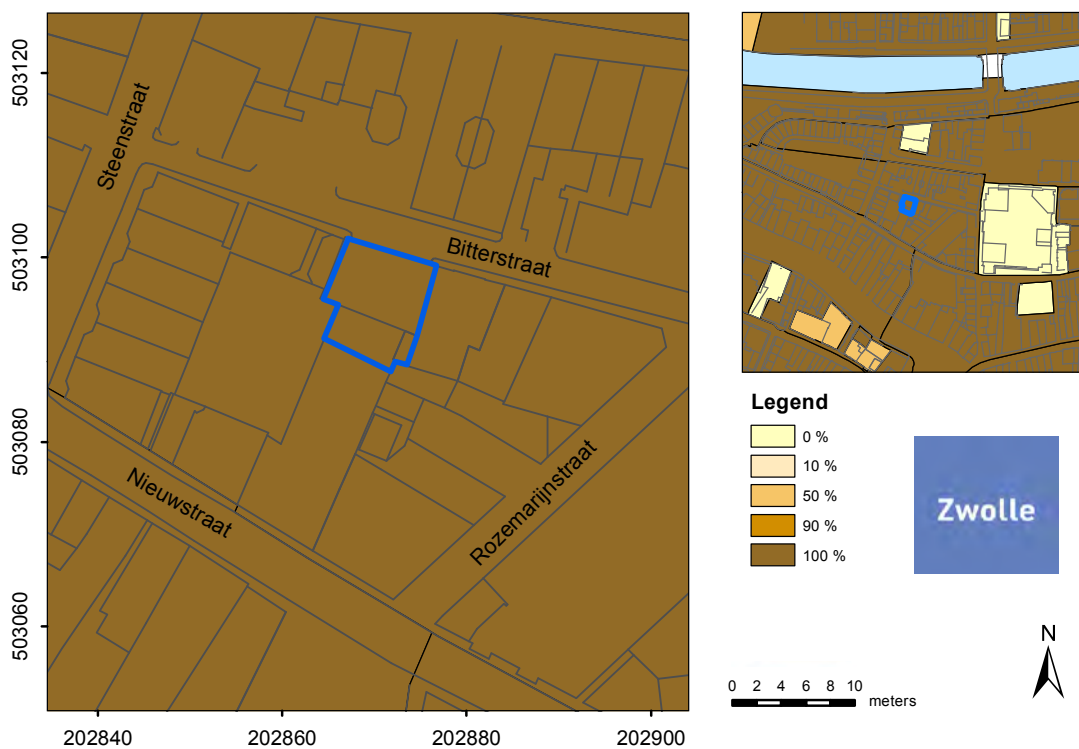 503120
503100
503080
503060
202840
202860
202880
202900
Steenstraat
Bitterstraat
Nieuwstraat
Rozemarijnstraat
Legend
0 %
10 %
50 %
90 %
100 %
Zwolle
N
0 2 4 6 8 10
meters